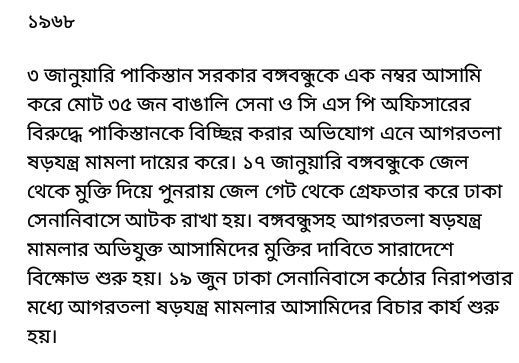 ১৯৬৮
৩ জানুয়ারি পাকিস্তান সরকার বঙ্গবন্ধুকে এক নম্বর আসামি
করে মোট ৩৫ জন বাঙালি সেনা ও সি এস পি অফিসারের
বিরুদ্ধে পাকিস্তানকে বিচ্ছিন্ন করার অভিযোগ এনে আগরতলা
ষড়যন্ত্র মামলা দায়ের করে। ১৭ জানুয়ারি বঙ্গবন্ধুকে জেল
থেকে মুক্তি দিয়ে পুনরায় জেল গেট থেকে গ্রেফতার করে ঢাকা
সেনানিবাসে আটক রাখা হয়। বঙ্গবন্ধুসহ আগরতলা ষড়যন্ত্র
মামলার অভিযুক্ত আসামিদের মুক্তির দাবিতে সারাদেশে
বিক্ষোভ শুরু হয়। ১৯ জুন ঢাকা সেনানিবাসে কঠোর নিরাপত্তার
মধ্যে আগরতলা ষড়যন্ত্র মামলার আসামিদের বিচার কার্য শুরু
হয়।